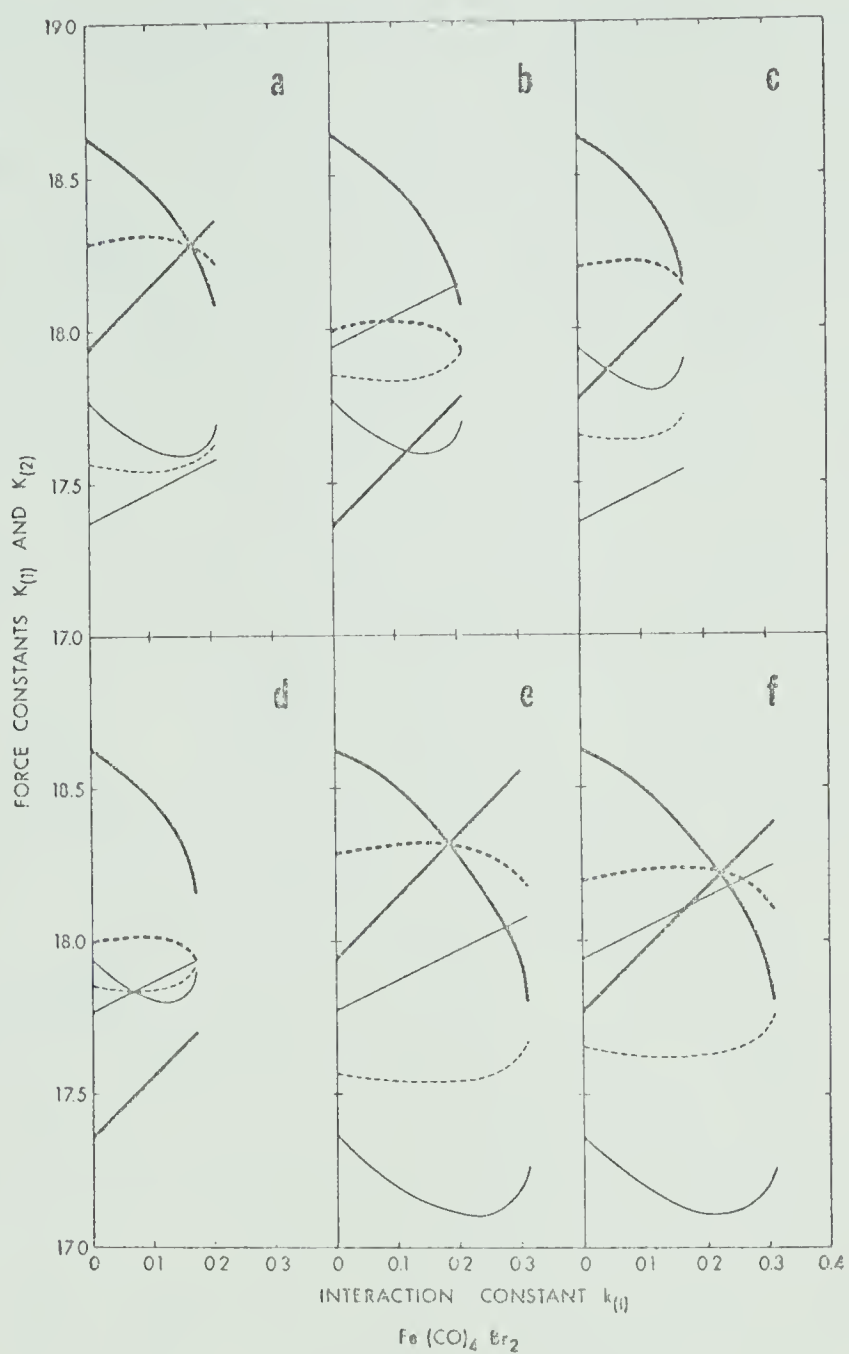 19.0
a b c
18.5
18.0
17.5
17.0
FORCE CONSTANTS K(1) AND K(2)
d e f
18.5
18.0
17.5
17.0
0 0.1 0.2 0 0.1 0.2 0.3 0 0.1 0.2 0.3 0.4
INTERACTION CONSTANT k(i)
Fe (CO)4 Br2